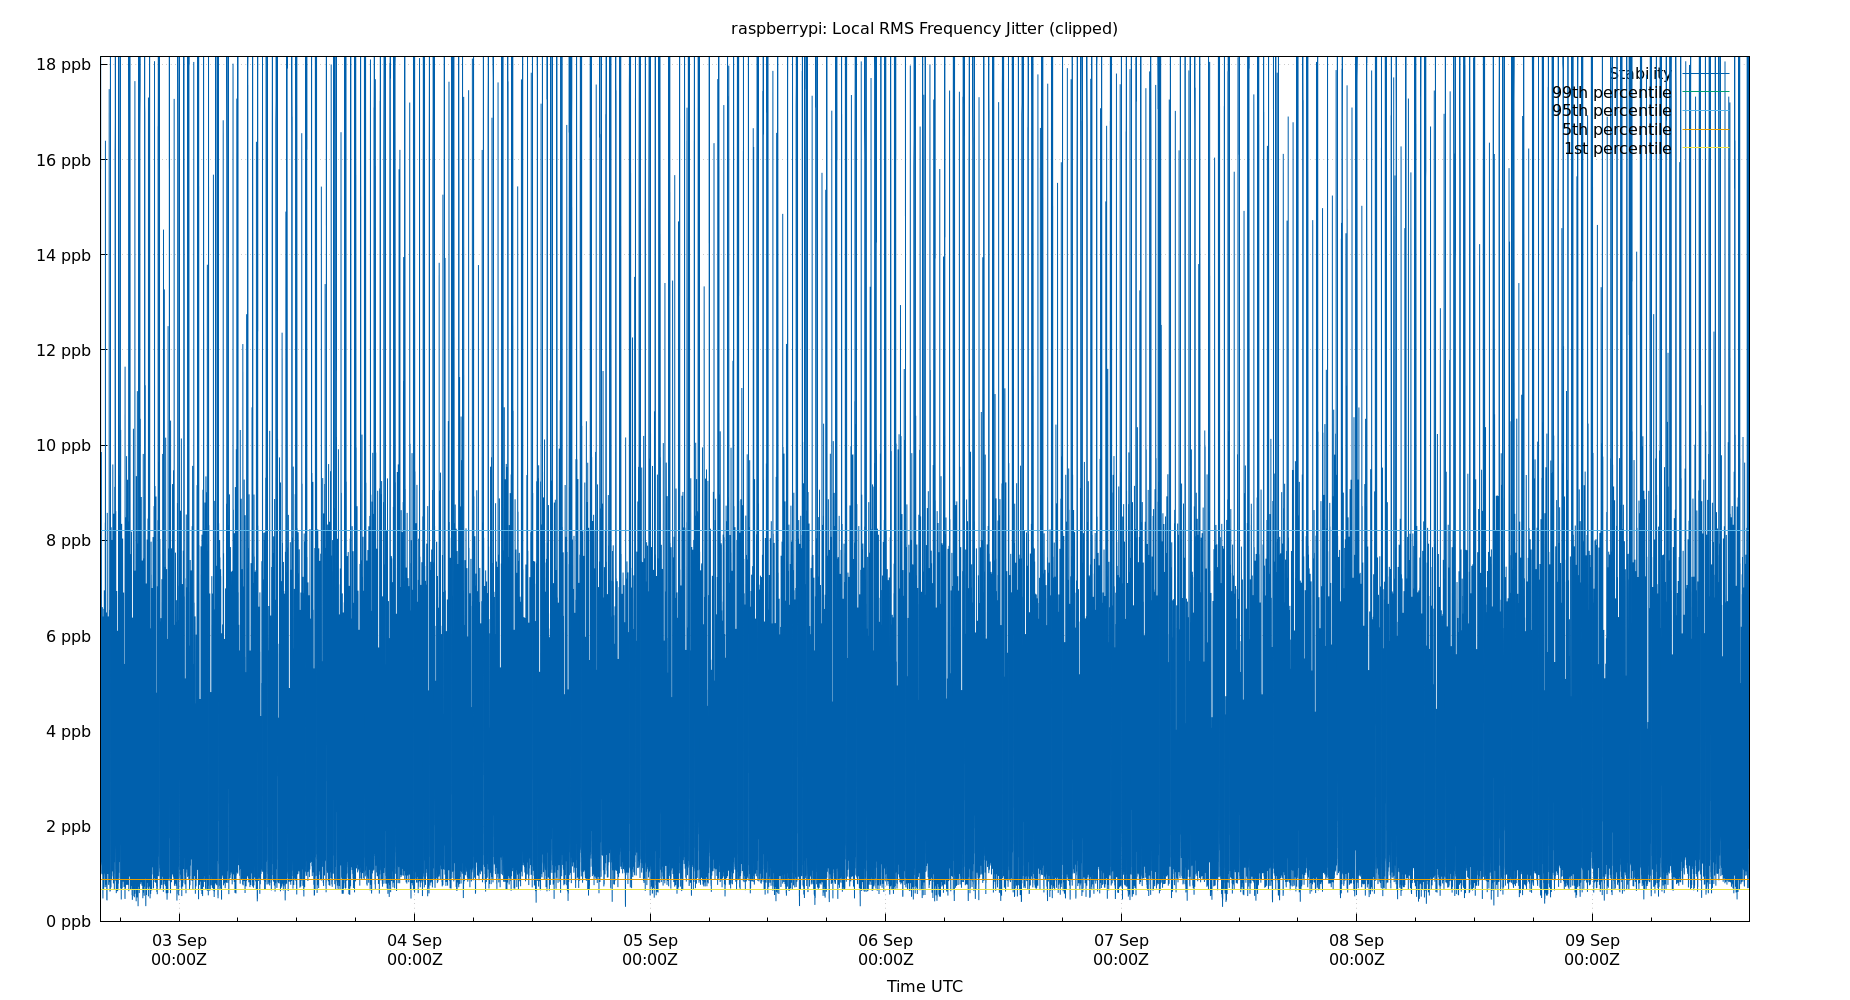 raspberrypi: Local RMS Frequency Jitter (clipped)
18 ppb
16 ppb
14 ppb
12 ppb
10 ppb
8 ppb
6 ppb
4 ppb
2 ppb
0 ppb
Stability
99th percentile
95th percentile
5th percentile
1st percentile
03 Sep
00:00Z
04 Sep
00:00Z
05 Sep
00:00Z
06 Sep
00:00Z
07 Sep
00:00Z
08 Sep
00:00Z
09 Sep
00:00Z
Time UTC